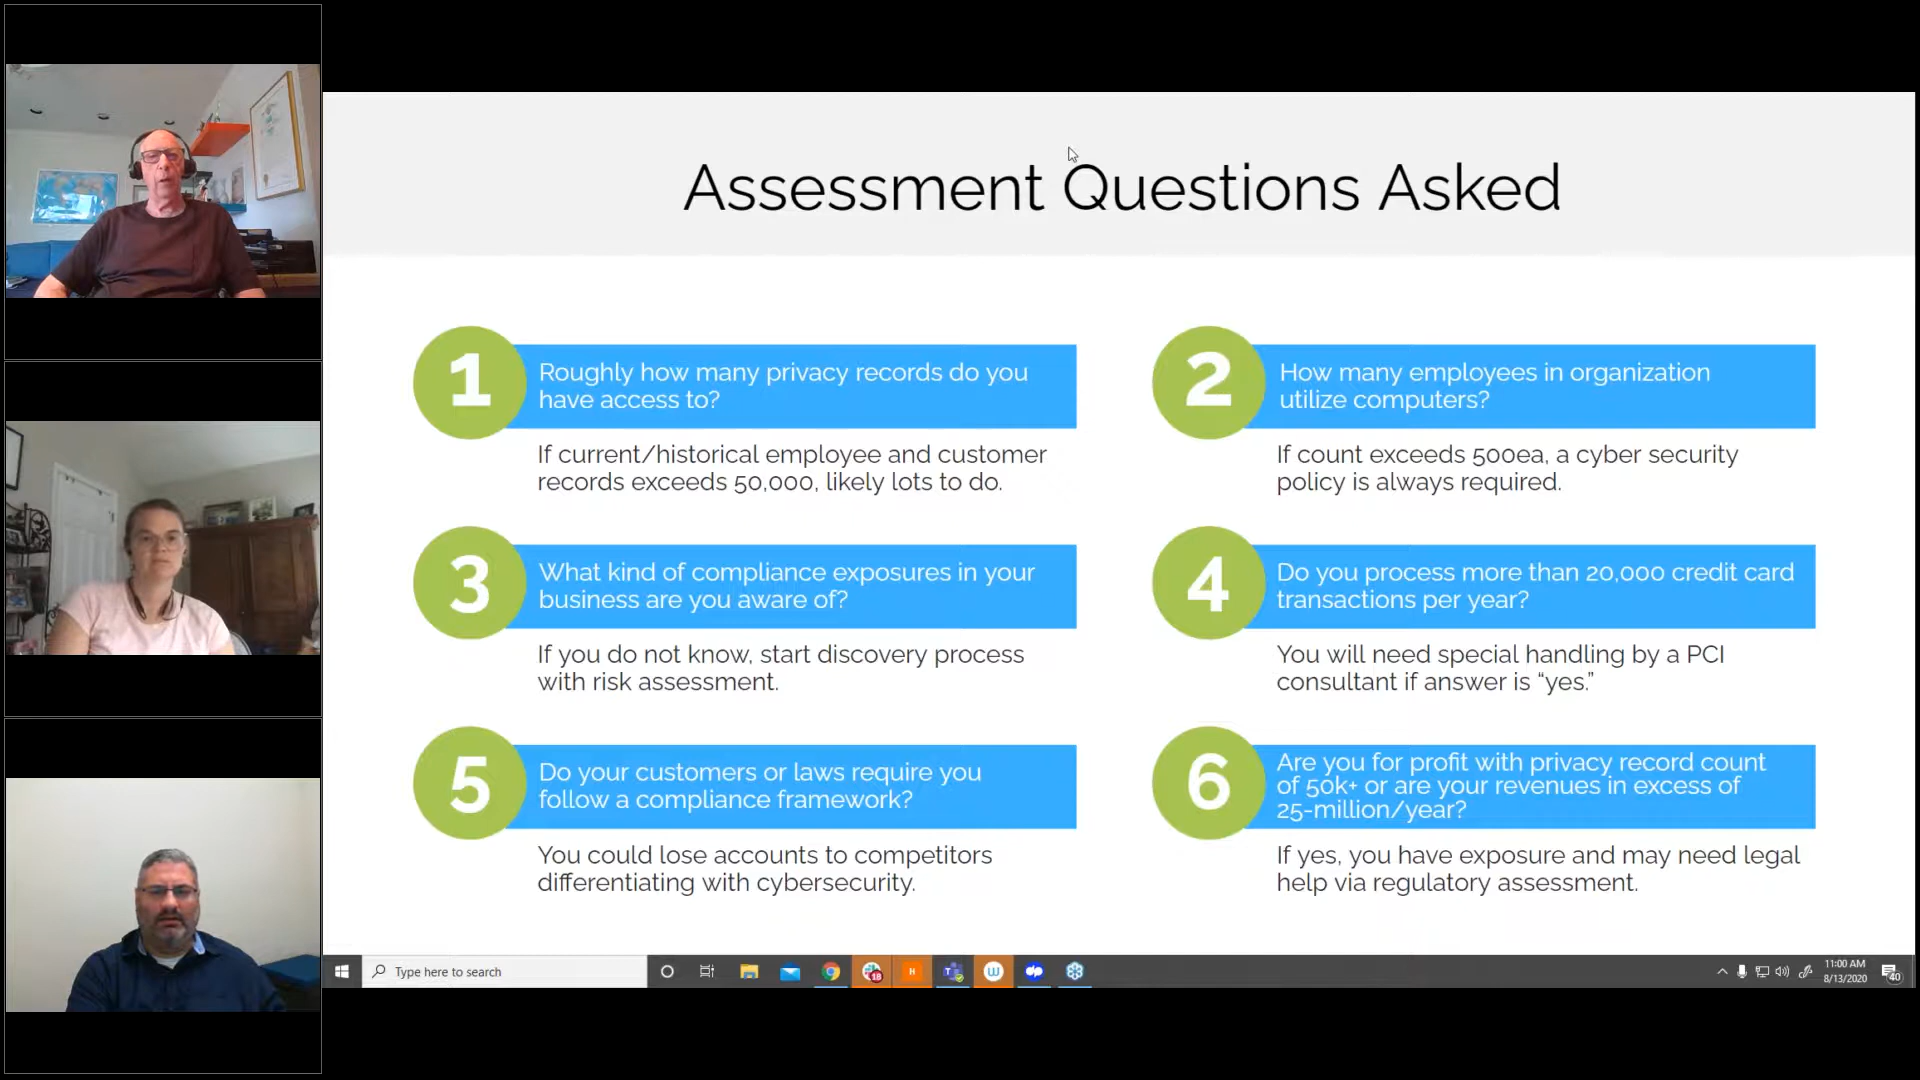 Assessment Questions Asked
1
Roughly how many privacy records do you
have access to?
If current/historical employee and customer
records exceeds 50,000, likely lots to do.
2
How many employees in organization
utilize computers?
If count exceeds 500ea, a cyber security
policy is always required.
3
What kind of compliance exposures in your
business are you aware of?
If you do not know, start discovery process
with risk assessment.
4
Do you process more than 20,000 credit card
transactions per year?
You will need special handling by a PCI
consultant if answer is “yes.”
5
Do your customers or laws require you
follow a compliance framework?
You could lose accounts to competitors
differentiating with cybersecurity.
6
Are you for profit with privacy record count
of 50k+ or are your revenues in excess of
25-million/year?
If yes, you have exposure and may need legal
help via regulatory assessment.
Type here to search
18
H
W
11:00 AM
8/13/2020
40